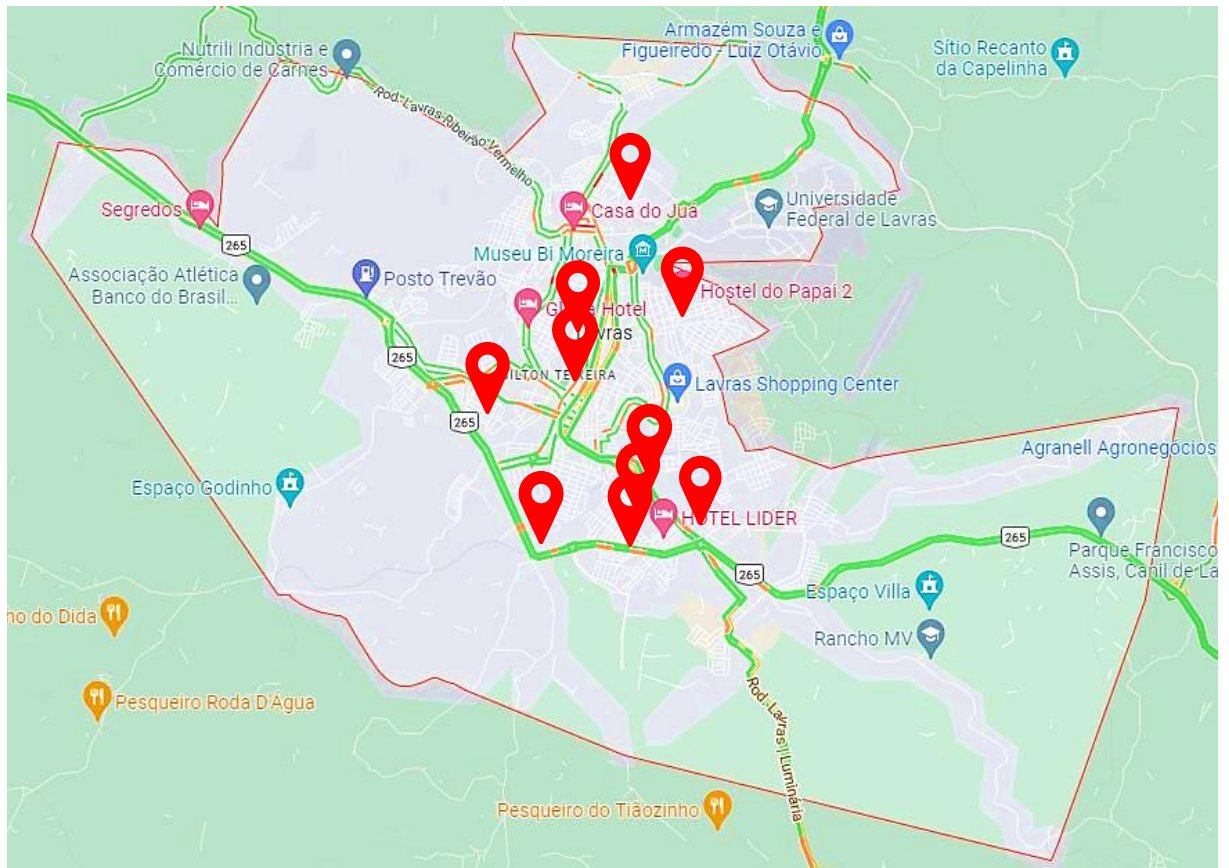 Armazém Souza e
Figueiredo - Luiz Otávio
Nutrili Industria e
Comércio de Carnes
Sítio Recanto
da Capelinha
Rod. Lavras-Ribeirão Vermelho
Segredos
Casa do Juá
Universidade
Federal de Lavras
265
Museu Bi Moreira
Associação Atlética
Banco do Brasil...
Posto Trevão
Hostel do Papai 2
Hotel
265
Lavras Shopping Center
265
Agranell Agronegócios
Espaço Godinho
HOTEL LIDER
265
Parque Francisco
Assis, Canil de La
265
Espaço Villa
ho do Dida
Rancho MV
Pesqueiro Roda D'Água
Rod. Lavras | Luminária
Pesqueiro do Tiãozinho